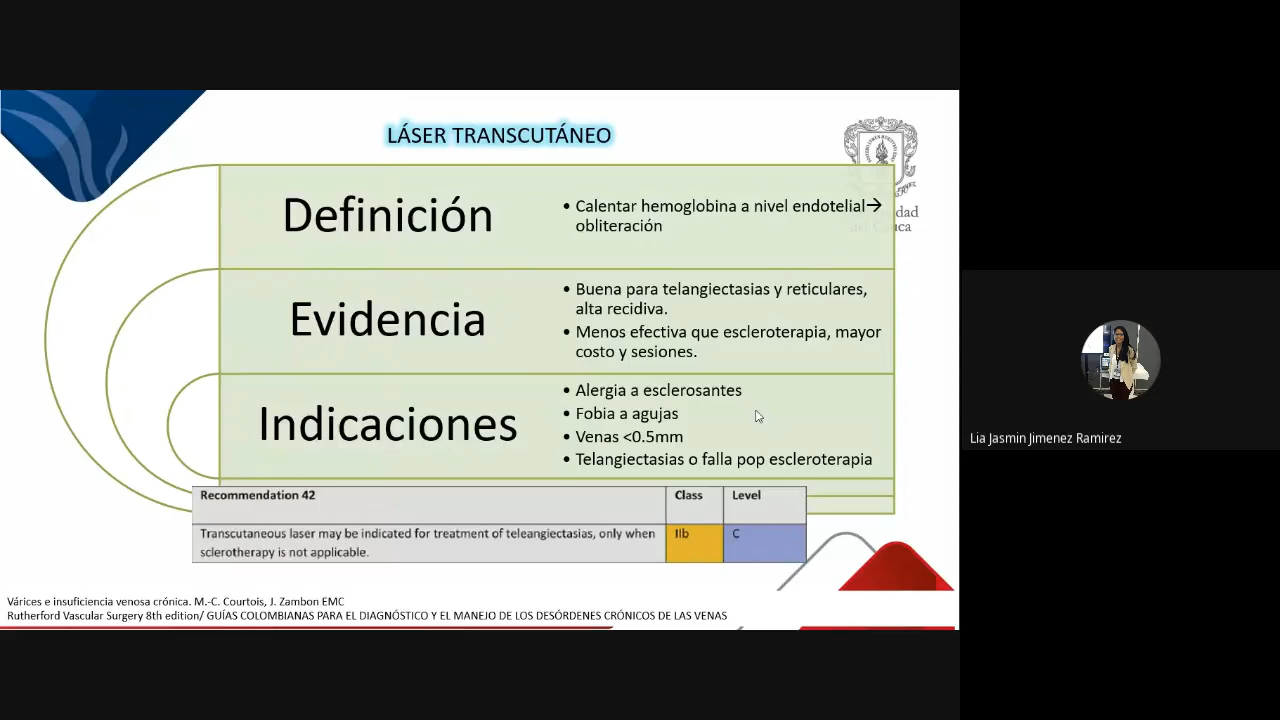 LÁSER TRANSCUTÁNEO
Definición
• Calentar hemoglobina a nivel endotelial→
obliteración
dad
del Cauca
Evidencia
• Buena para telangiectasias y reticulares,
alta recidiva.
• Menos efectiva que escleroterapia, mayor
costo y sesiones.
Indicaciones
• Alergia a esclerosantes
• Fobia a agujas
• Venas <0.5mm
• Telangiectasias o falla pop escleroterapia
Recommendation 42 Class Level
Transcutaneous laser may be indicated for treatment of teleangiectasias, only when IIb C
sclerotherapy is not applicable.
Várices e insuficiencia venosa crónica. M.-C. Courtois, J. Zambon EMC
Rutherford Vascular Surgery 8th edition/ GUÍAS COLOMBIANAS PARA EL DIAGNÓSTICO Y EL MANEJO DE LOS DESÓRDENES CRÓNICOS DE LAS VENAS
Lia Jasmin Jimenez Ramirez